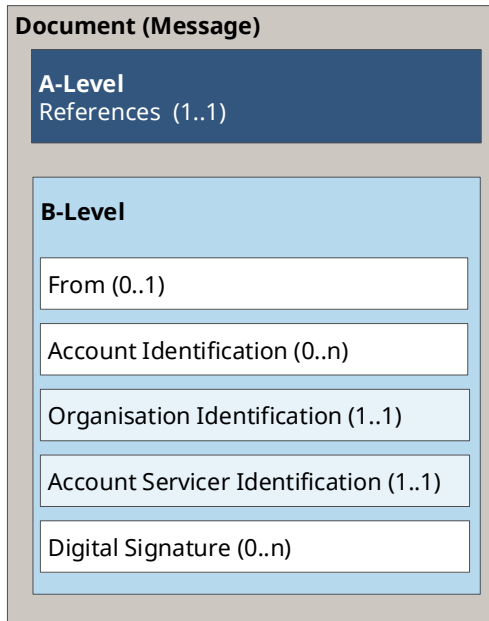 Document (Message)
A-Level
References (1..1)
B-Level
From (0..1)
Account Identification (0..n)
Organisation Identification (1..1)
Account Servicer Identification (1..1)
Digital Signature (0..n)